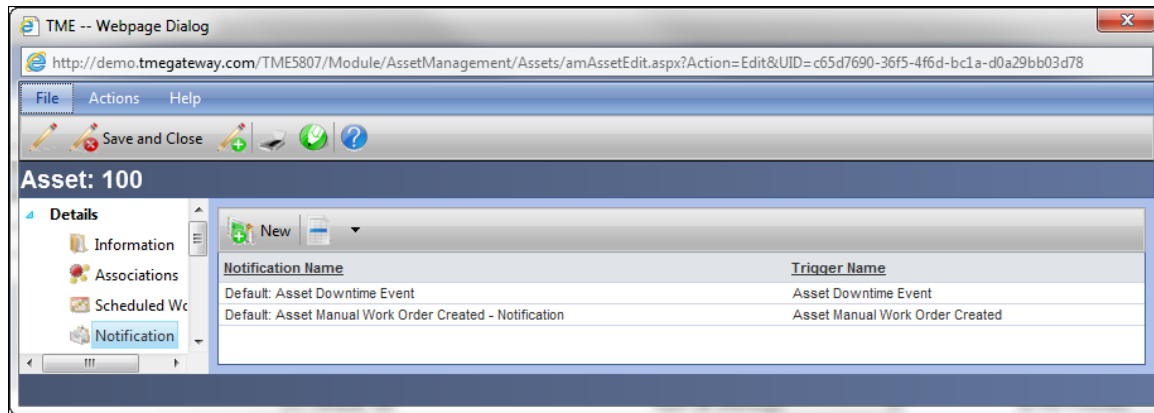 TME -- Webpage Dialog
http://demo.tmegateway.com/TME5807/Module/AssetManagement/Assets/amAssetEdit.aspx?Action=Edit&UID=c65d7690-36f5-4f6d-bc1a-d0a29bb03d78
File Actions Help
Save and Close
Asset: 100
Details
Information
Associations
Scheduled Wc
Notification
New
Notification Name Trigger Name
Default: Asset Downtime Event Asset Downtime Event
Default: Asset Manual Work Order Created - Notification Asset Manual Work Order Created